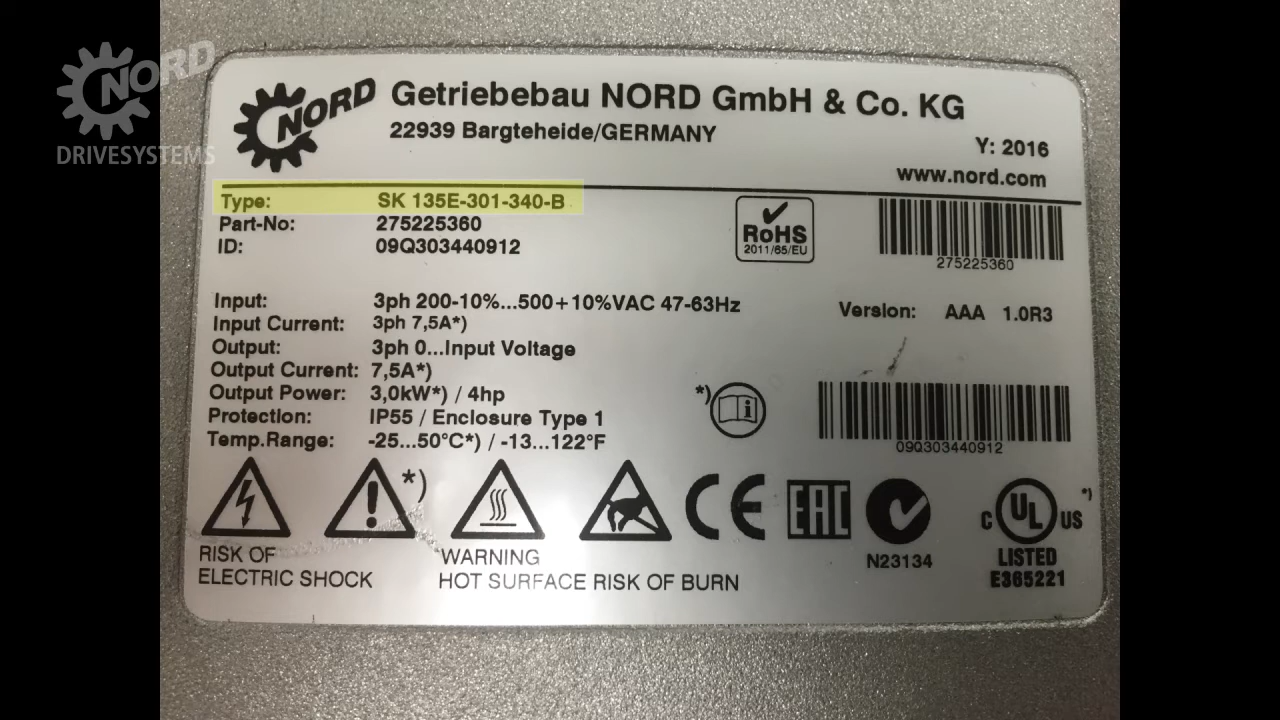 NORD
DRIVESYSTEMS
NORD
Getriebebau NORD GmbH & Co. KG
22939 Bargteheide/GERMANY
Y: 2016
www.nord.com
Type: SK 135E-301-340-B
Part-No: 275225360
ID: 09Q303440912
RoHS
2011/65/EU
275225360
Input: 3ph 200-10%...500+10%VAC 47-63Hz
Input Current: 3ph 7,5A*)
Output: 3ph 0...Input Voltage
Output Current: 7,5A*)
Output Power: 3,0kW*) / 4hp
Protection: IP55 / Enclosure Type 1
Temp.Range: -25...50°C*) / -13...122°F
Version: AAA 1.0R3
*)
i
09Q303440912
*)
RISK OF
ELECTRIC SHOCK
WARNING
HOT SURFACE RISK OF BURN
CE
EAC
N23134
C UL US *)
LISTED
E365221